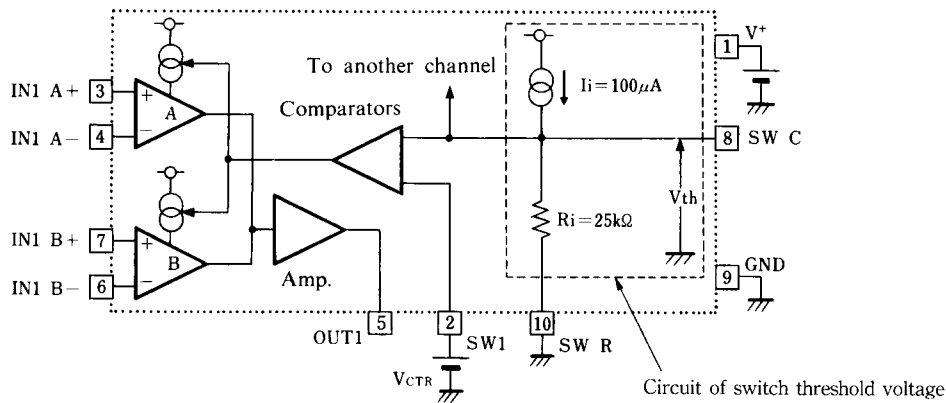 1 V⁺
To another channel
Ii=100μA
IN1 A+ 3
+
A
Comparators
IN1 A− 4
−
8 SW C
Vth
Ri=25kΩ
IN1 B+ 7
+
B
IN1 B− 6
−
Amp.
GND
9
OUT1 5
2 SW1
10 SW R
VCTR
Circuit of switch threshold voltage